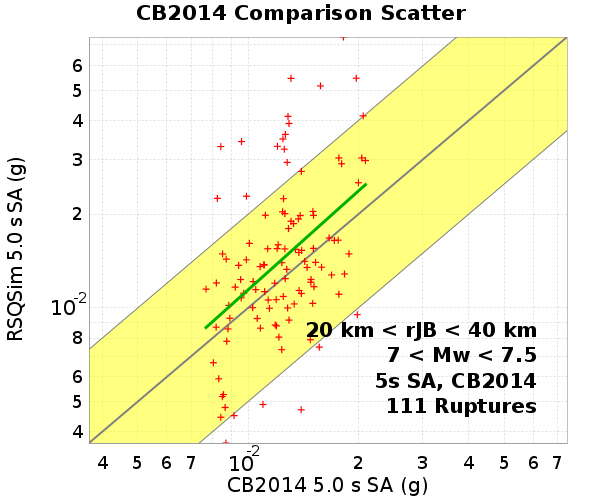 CB2014 Comparison Scatter
RSQSim 5.0 s SA (g)
6
5
4
3
2
10-2
8
6
5
4
20 km < rJB < 40 km
7 < Mw < 7.5
5s SA, CB2014
111 Ruptures
4 5 6 7 10-2 2 3 4 5 6 7
CB2014 5.0 s SA (g)